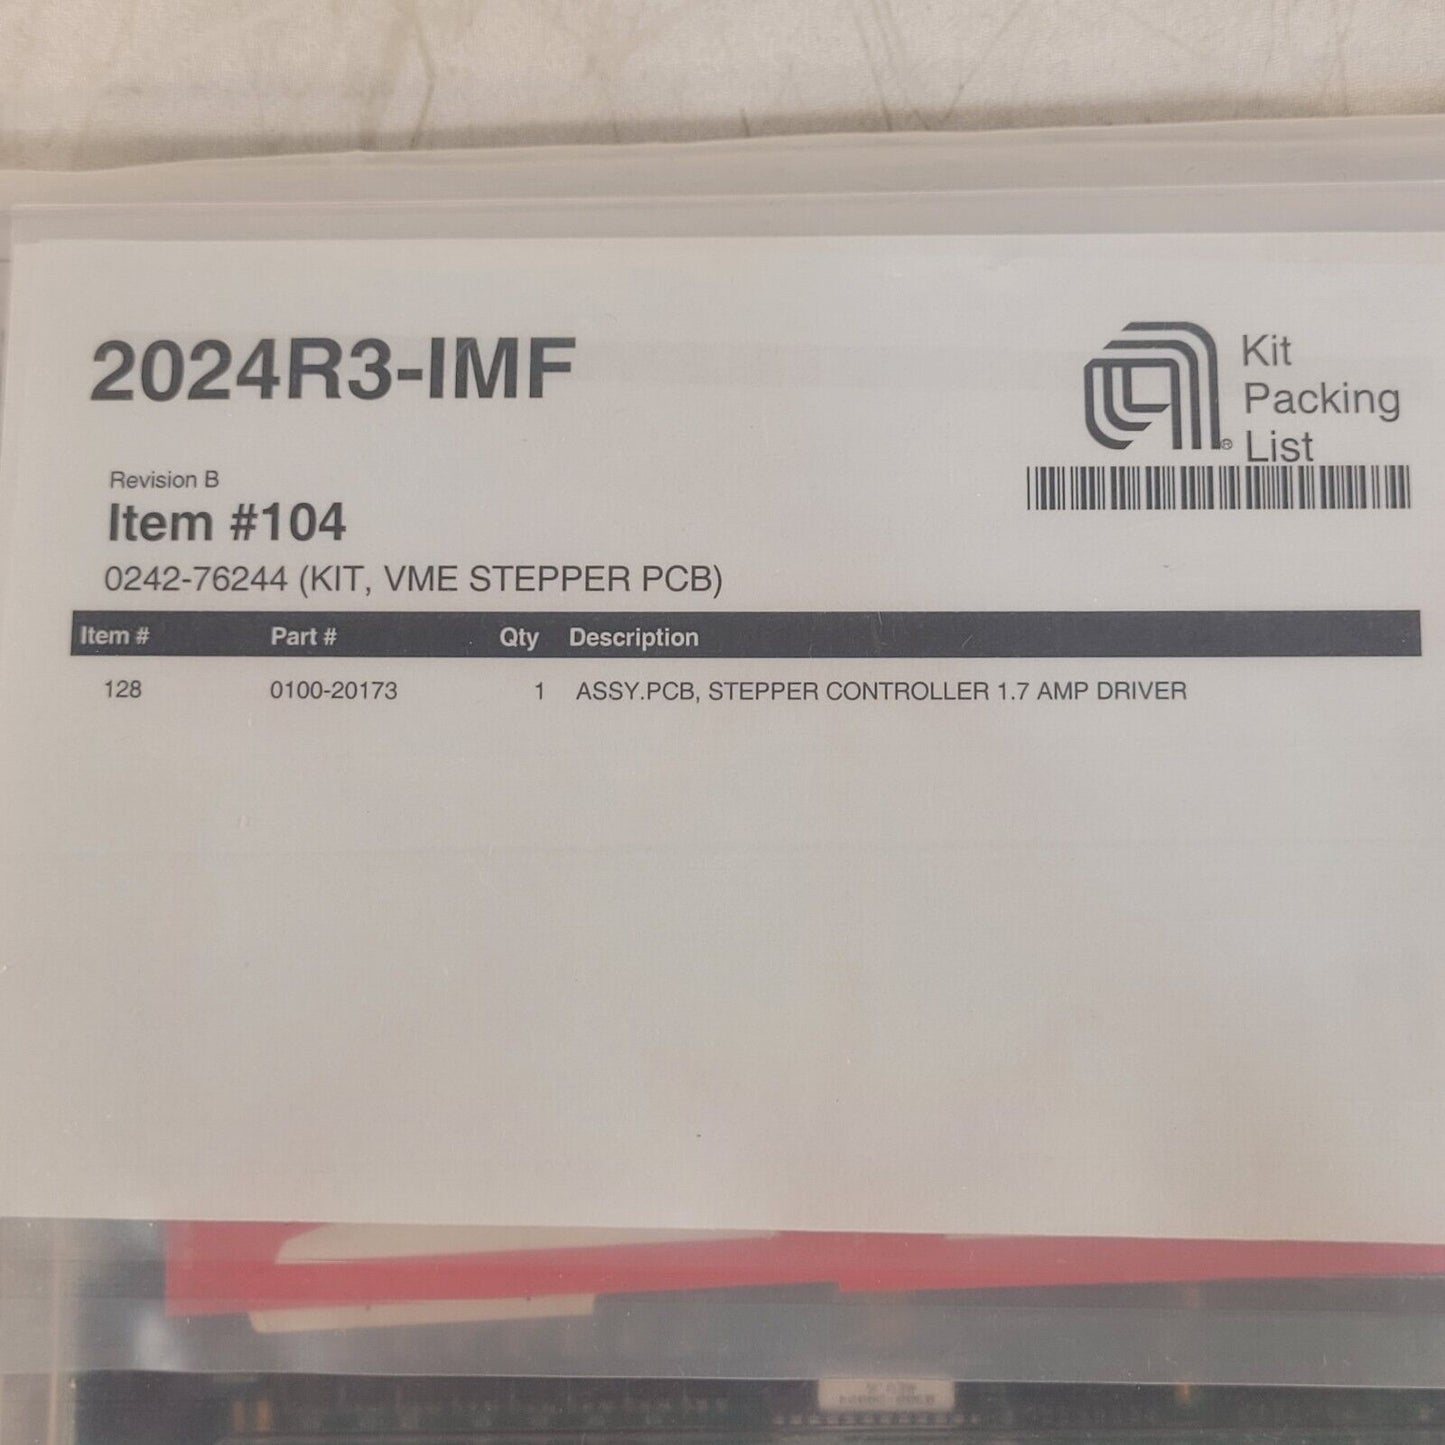 2024R3-IMF
Kit
Packing
List
Revision B
Item #104
0242-76244 (KIT, VME STEPPER PCB)
Item # Part # Qty Description
128 0100-20173 1 ASSY.PCB, STEPPER CONTROLLER 1.7 AMP DRIVER